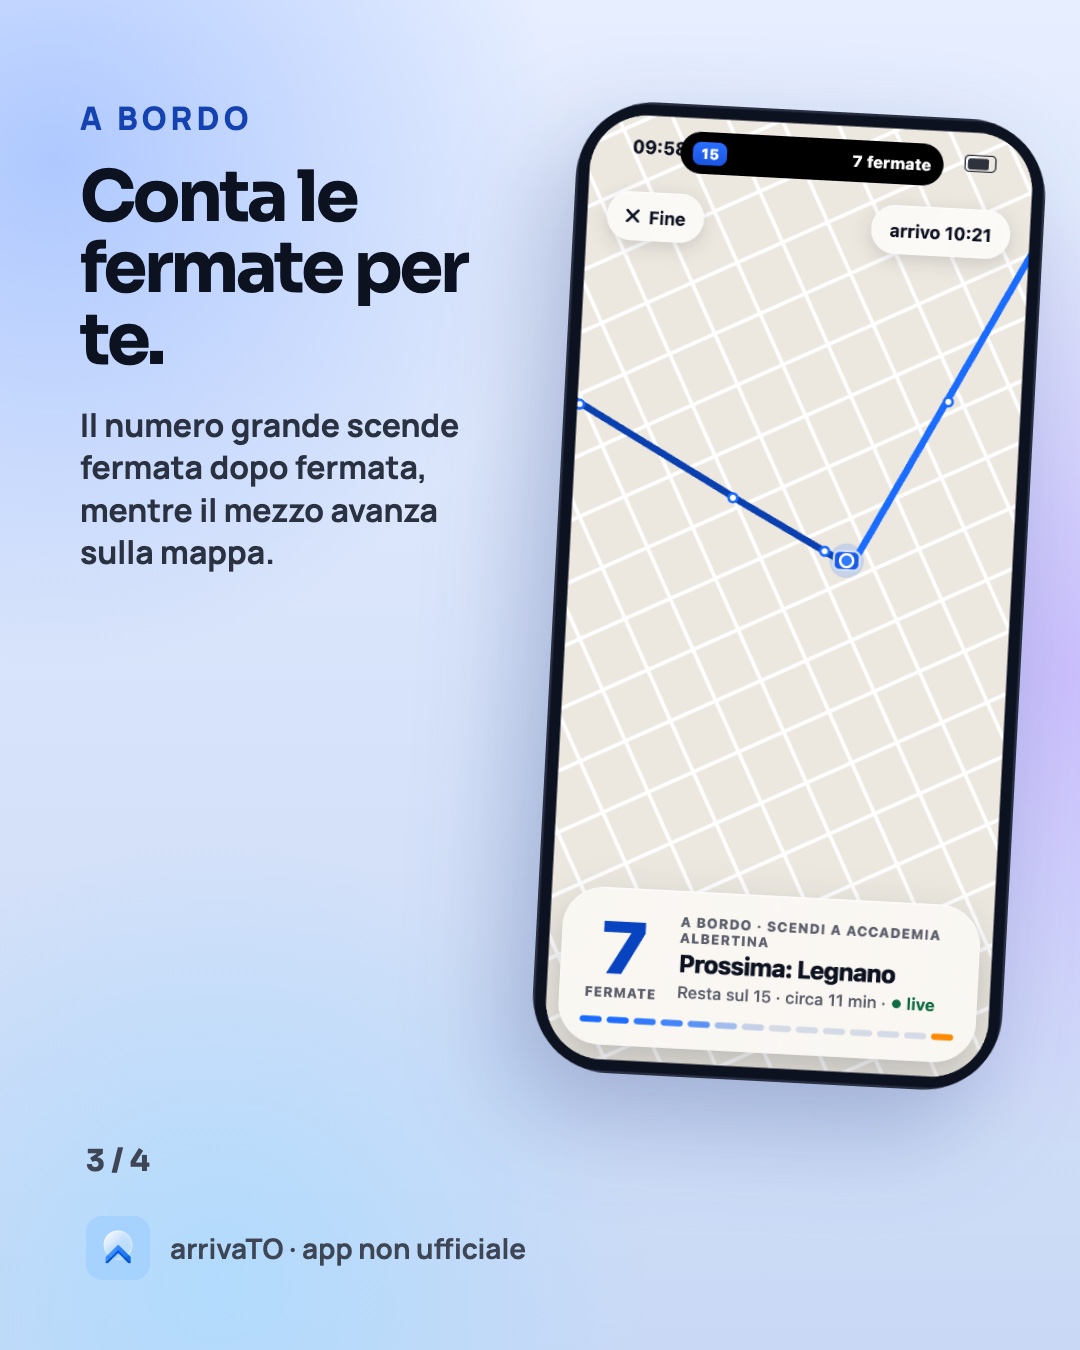 A BORDO
Conta le
fermate per
te.
Il numero grande scende
fermata dopo fermata,
mentre il mezzo avanza
sulla mappa.
09:58
15
7 fermate
✕ Fine
arrivo 10:21
7
FERMATE
A BORDO · SCENDI A ACCADEMIA
ALBERTINA
Prossima: Legnano
Resta sul 15 · circa 11 min · ● live
3 / 4
arrivaTO · app non ufficiale